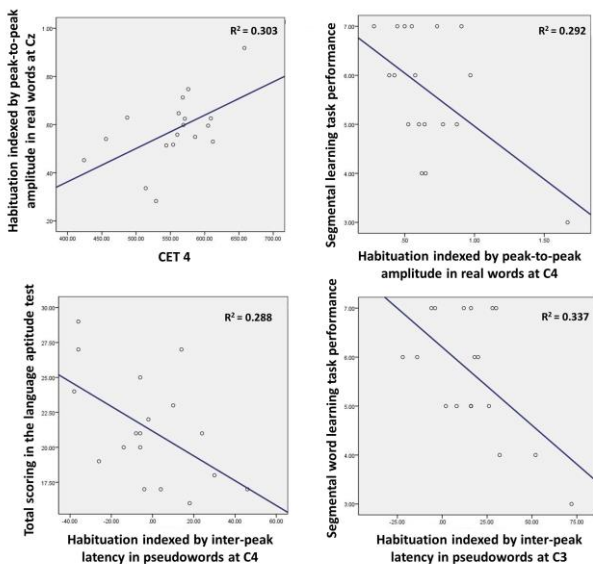 Habituation indexed by peak-to-peak
amplitude in real words at Cz
1.00
.80
.60
.40
.20
R² = 0.303
400.00 450.00 500.00 550.00 600.00 650.00 700.00
CET 4
Segmental learning task performance
7.00
6.00
5.00
4.00
3.00
R² = 0.292
.50 1.00 1.50
Habituation indexed by peak-to-peak
amplitude in real words at C4
Total scoring in the language aptitude test
30.00
27.50
25.00
22.50
20.00
17.50
R² = 0.288
-40.00 -20.00 .00 20.00 40.00 60.00
Habituation indexed by inter-peak
latency in pseudowords at C4
Segmental word learning task performance
7.00
6.00
5.00
4.00
3.00
R² = 0.337
-25.00 .00 25.00 50.00 75.00
Habituation indexed by inter-peak
latency in pseudowords at C3